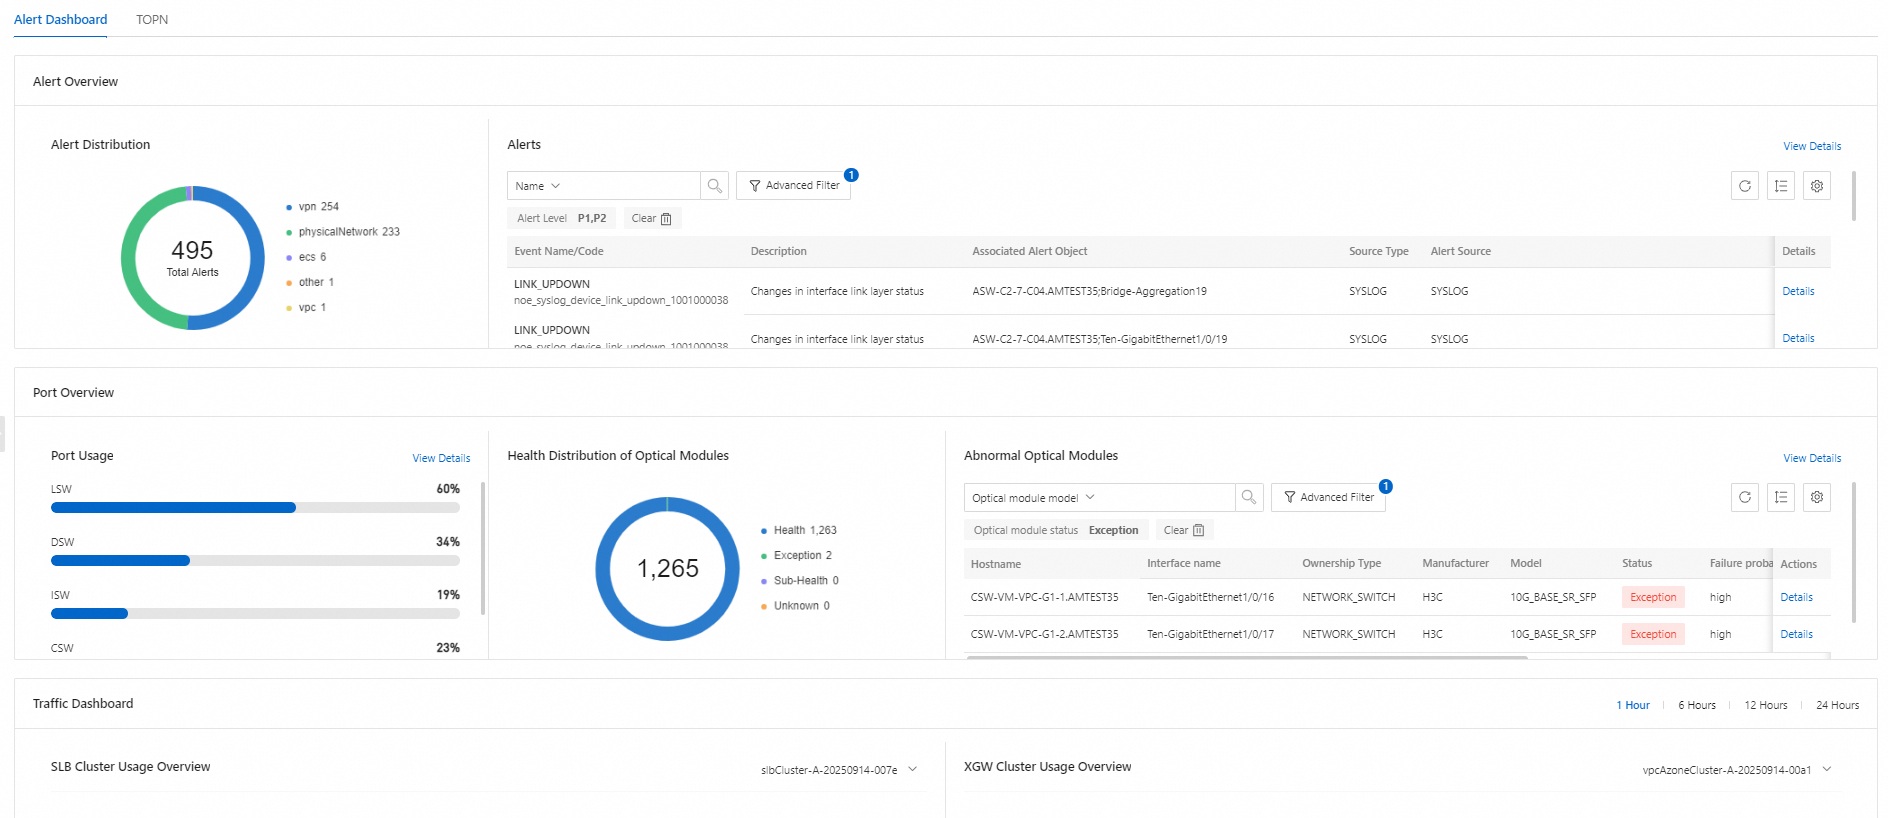 Alert Dashboard TOPN
Alert Overview
Alert Distribution
495
Total Alerts
vpn 254
physicalNetwork 233
ecs 6
other 1
vpc 1
Alerts View Details
Name Advanced Filter 1
Alert Level P1,P2 Clear
Event Name/Code Description Associated Alert Object Source Type Alert Source Details
LINK_UPDOWN
noe_syslog_device_link_updown_1001000038 Changes in interface link layer status ASW-C2-7-C04.AMTEST35;Bridge-Aggregation19 SYSLOG SYSLOG Details
LINK_UPDOWN
noe_syslog_device_link_updown_1001000038 Changes in interface link layer status ASW-C2-7-C04.AMTEST35;Ten-GigabitEthernet1/0/19 SYSLOG SYSLOG Details
Port Overview
Port Usage View Details
LSW 60%
DSW 34%
ISW 19%
CSW 23%
Health Distribution of Optical Modules
1,265
Health 1,263
Exception 2
Sub-Health 0
Unknown 0
Abnormal Optical Modules View Details
Optical module model Advanced Filter 1
Optical module status Exception Clear
Hostname Interface name Ownership Type Manufacturer Model Status Failure proba Actions
CSW-VM-VPC-G1-1.AMTEST35 Ten-GigabitEthernet1/0/16 NETWORK_SWITCH H3C 10G_BASE_SR_SFP Exception high Details
CSW-VM-VPC-G1-2.AMTEST35 Ten-GigabitEthernet1/0/17 NETWORK_SWITCH H3C 10G_BASE_SR_SFP Exception high Details
Traffic Dashboard 1 Hour 6 Hours 12 Hours 24 Hours
SLB Cluster Usage Overview slbCluster-A-20250914-007e
XGW Cluster Usage Overview vpcAzoneCluster-A-20250914-00a1